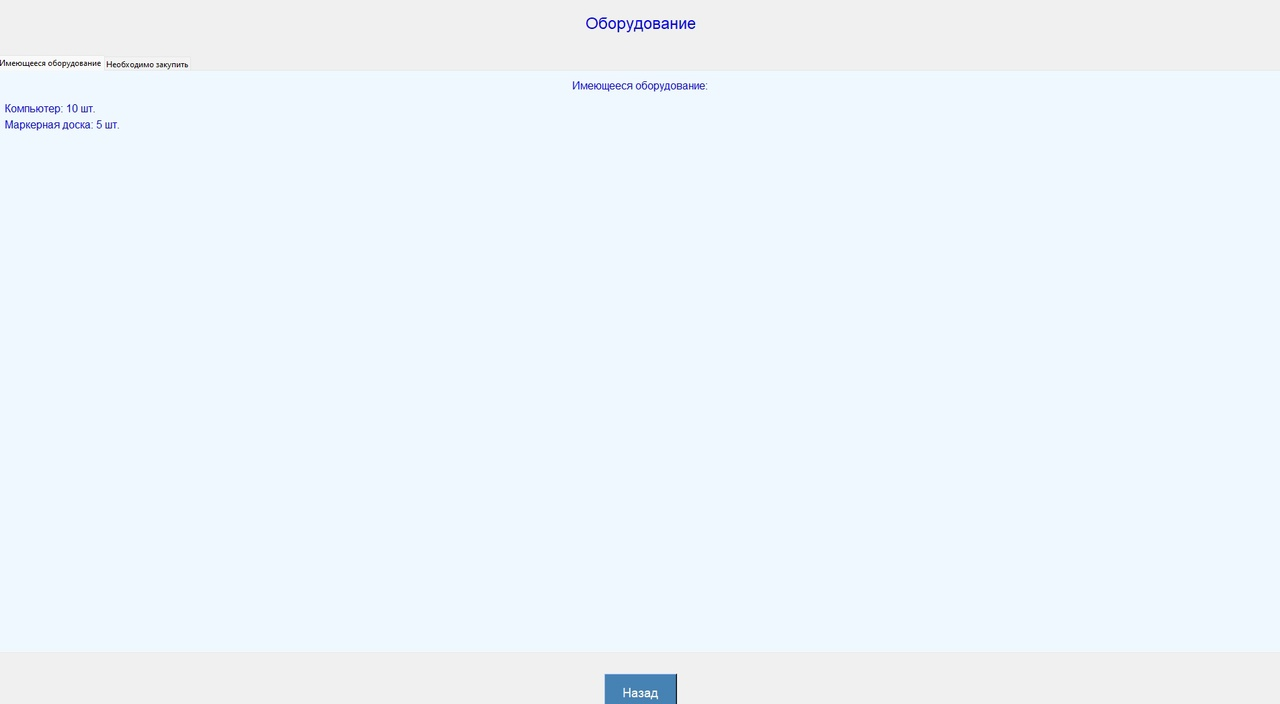 Оборудование
Имеющееся оборудование Необходимо закупить
Имеющееся оборудование:
Компьютер: 10 шт.
Маркерная доска: 5 шт.
Назад